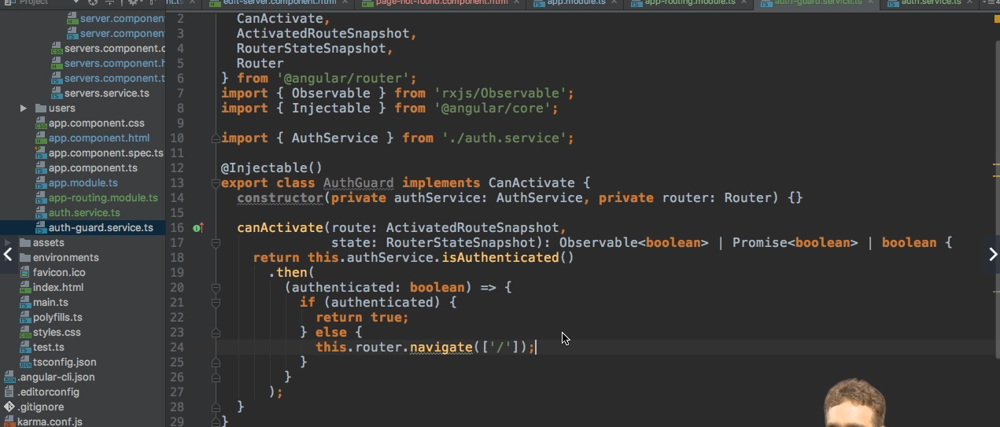 Project
nt.ts
edit-server.component.html
page-not-found.component.html
app.module.ts
app-routing.module.ts
auth-guard.service.ts
auth.service.ts
server.component
server.component
servers.component.c
servers.component.h
servers.component.t
servers.service.ts
users
app.component.css
app.component.html
app.component.spec.ts
app.component.ts
app.module.ts
app-routing.module.ts
auth.service.ts
auth-guard.service.ts
assets
environments
favicon.ico
index.html
main.ts
polyfills.ts
styles.css
test.ts
tsconfig.json
.angular-cli.json
.editorconfig
.gitignore
karma.conf.js
2 CanActivate,
3 ActivatedRouteSnapshot,
4 RouterStateSnapshot,
5 Router
6 } from '@angular/router';
7 import { Observable } from 'rxjs/Observable';
8 import { Injectable } from '@angular/core';
9
10 import { AuthService } from './auth.service';
11
12 @Injectable()
13 export class AuthGuard implements CanActivate {
14 constructor(private authService: AuthService, private router: Router) {}
15
16 canActivate(route: ActivatedRouteSnapshot,
17 state: RouterStateSnapshot): Observable<boolean> | Promise<boolean> | boolean {
18 return this.authService.isAuthenticated()
19 .then(
20 (authenticated: boolean) => {
21 if (authenticated) {
22 return true;
23 } else {
24 this.router.navigate(['/']);
25 }
26 }
27 );
28 }
29 }